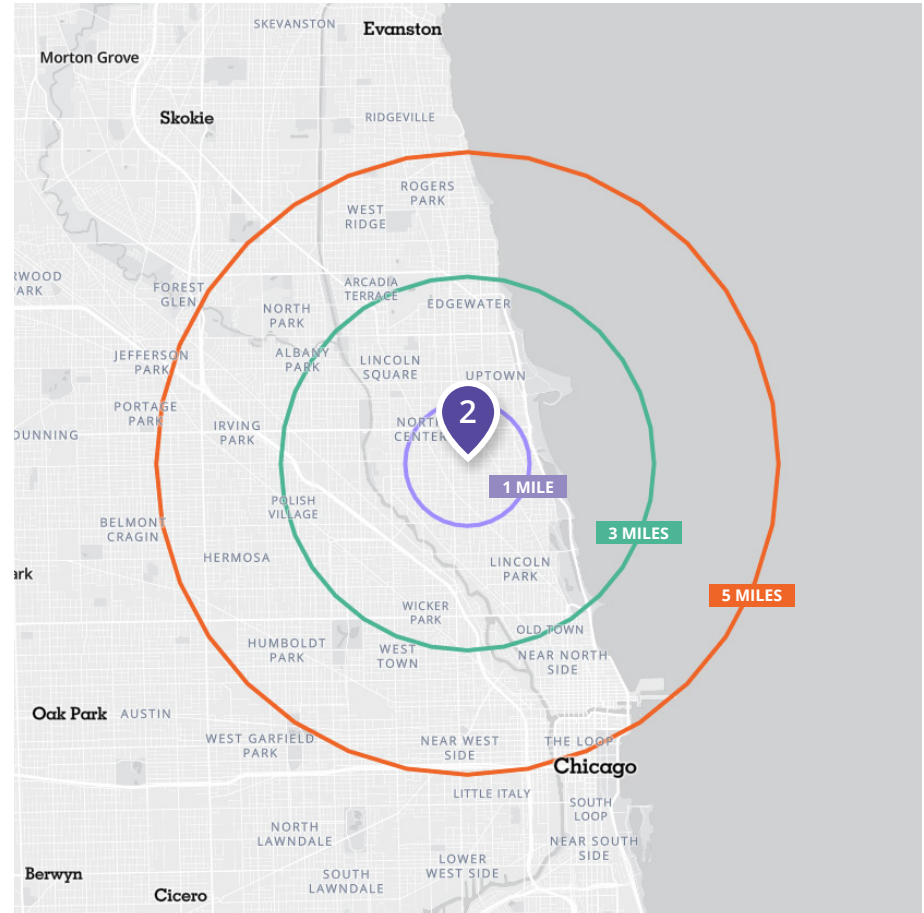 SKEVANSTON
Evanston
Morton Grove
Skokie
RIDGEVILLE
ROGERS
PARK
WEST
RIDGE
RWOOD
ARK
FOREST
GLEN
ARCADIA
TERRACE
EDGEWATER
NORTH
PARK
JEFFERSON
PARK
ALBANY
PARK
LINCOLN
SQUARE
UPTOWN
PORTAGE
PARK
2
DUNNING
IRVING
PARK
NORTH
CENTER
1 MILE
POLISH
VILLAGE
BELMONT
CRAGIN
3 MILES
HERMOSA
LINCOLN
PARK
ark
5 MILES
WICKER
PARK
OLD TOWN
HUMBOLDT
PARK
WEST
TOWN
NEAR NORTH
SIDE
Oak Park
AUSTIN
WEST GARFIELD
PARK
NEAR WEST
SIDE
THE LOOP
Chicago
LITTLE ITALY
SOUTH
LOOP
NORTH
LAWNDALE
NEAR SOUTH
SIDE
LOWER
WEST SIDE
Berwyn
SOUTH
LAWNDALE
Cicero